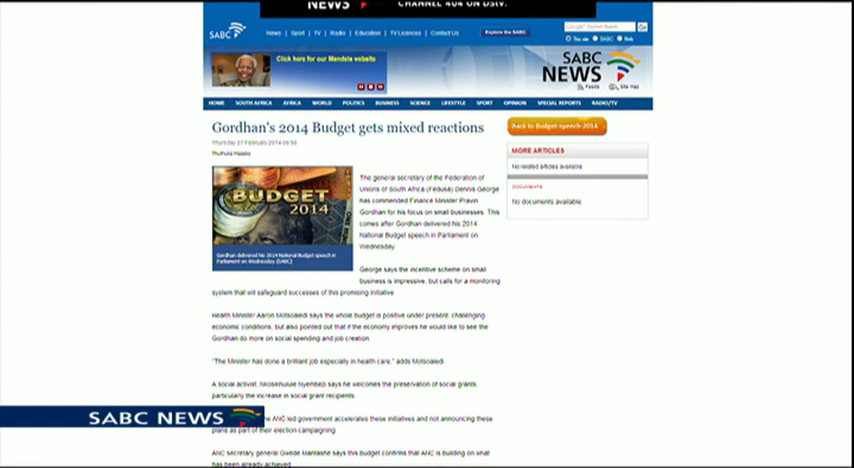 NEWS CHANNEL 404 ON DSTV.
SABC
News | Sport | TV | Radio | Education | TV Licences | Contact Us
Explore the SABC
Go
This site SABC Web
Click here for our Mandela website
SABC
NEWS
Feeds Site map
HOME SOUTH AFRICA AFRICA WORLD POLITICS BUSINESS SCIENCE LIFESTYLE SPORT OPINION SPECIAL REPORTS RADIO/TV
Gordhan's 2014 Budget gets mixed reactions
Thursday 27 February 2014 06:58
BUDGET
2014
Gordhan delivered his 2014 National Budget speech in
Parliament on Wednesday.(SABC)
The general secretary of the Federation of
Unions of South Africa (Fedusa) Dennis George
has commended Finance Minister Pravin
Gordhan for his focus on small businesses. This
comes after Gordhan delivered his 2014
National Budget speech in Parliament on
Wednesday.
George says the incentive scheme on small
business is impressive, but calls for a monitoring
system that will safeguard successes of this promising initiative.
Health Minister Aaron Motsoaledi says the whole budget is positive under present, challenging
economic conditions, but also pointed out that if the economy improves he would like to see the
Gordhan do more on social spending and job creation.
"The Minister has done a brilliant job especially in health care," adds Motsoaledi.
A social activist, Nkosikhulule Nyembezi says he welcomes the preservation of social grants,
particularly the increase in social grant recipients.
ANC led government accelerates these initiatives and not announcing these
plans as part of their election campaigning.
ANC secretary general Gwede Mantashe says this budget confirms that ANC is building on what
has been already achieved.
Back to Budget-speech-2014
MORE ARTICLES
No related articles available
DOCUMENTS
No documents available
SABC NEWS